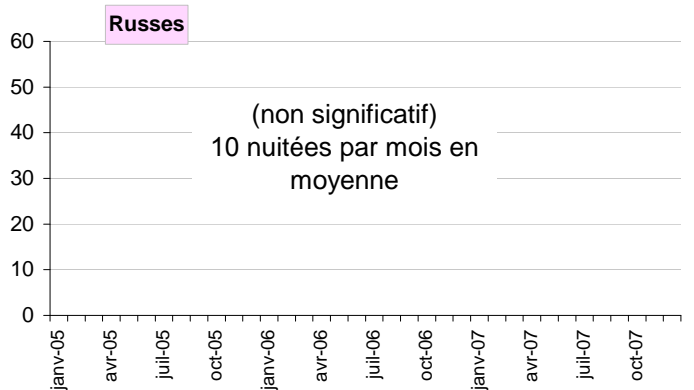 Russes
60
50
40
30
20
10
0
(non significatif)
10 nuitées par mois en
moyenne
janv-05
avr-05
juil-05
oct-05
janv-06
avr-06
juil-06
oct-06
janv-07
avr-07
juil-07
oct-07